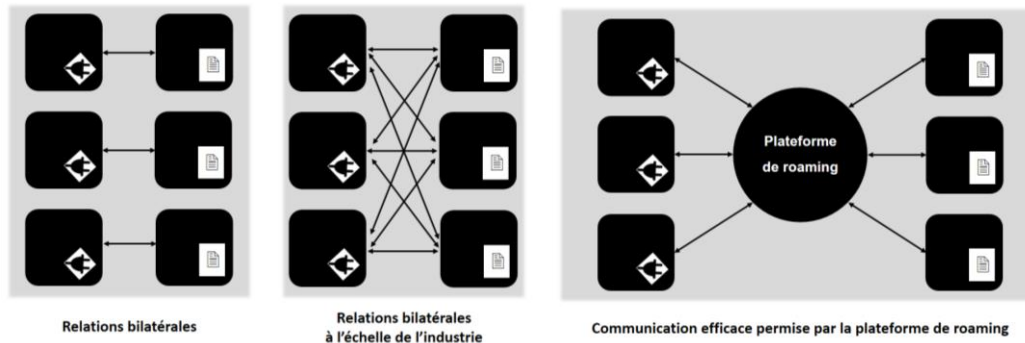 Plateforme
de roaming
Relations bilatérales
Relations bilatérales
à l'échelle de l'industrie
Communication efficace permise par la plateforme de roaming